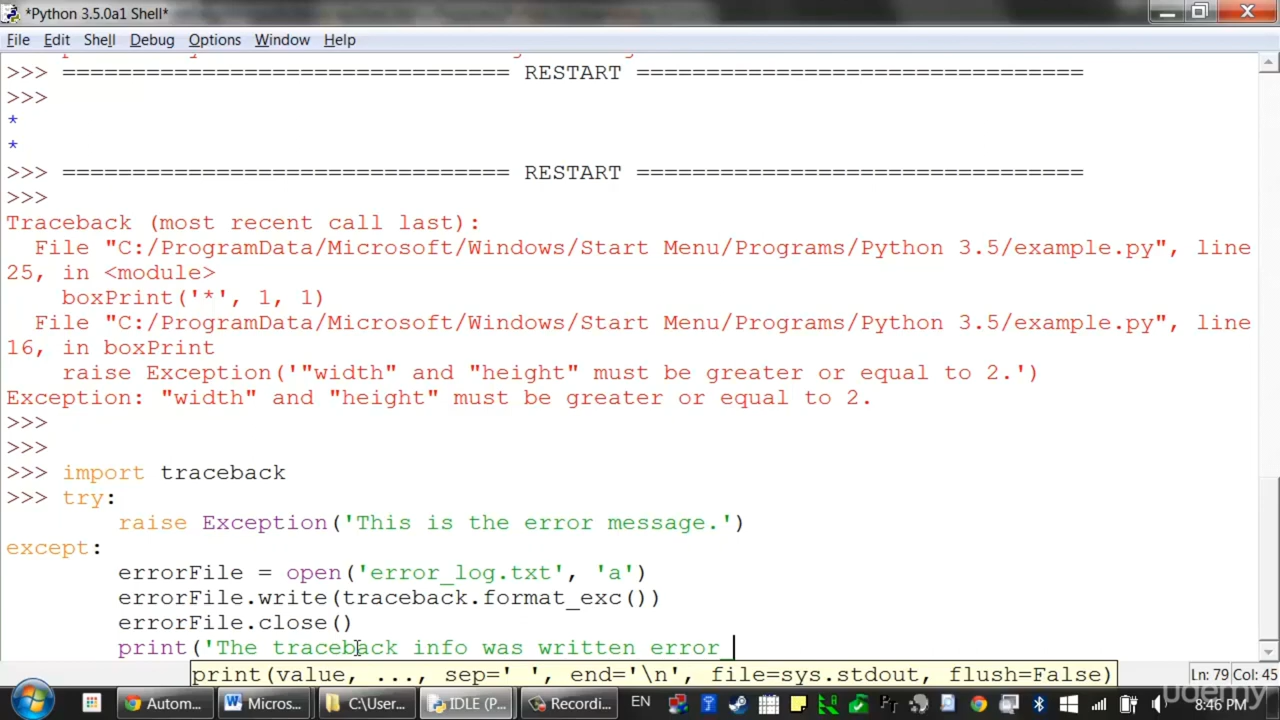 *Python 3.5.0a1 Shell*
File Edit Shell Debug Options Window Help
>>> ================================ RESTART ================================
>>>
*
*
>>> ================================ RESTART ================================
>>>
Traceback (most recent call last):
  File "C:/ProgramData/Microsoft/Windows/Start Menu/Programs/Python 3.5/example.py", line
25, in <module>
    boxPrint('*', 1, 1)
  File "C:/ProgramData/Microsoft/Windows/Start Menu/Programs/Python 3.5/example.py", line
16, in boxPrint
    raise Exception('"width" and "height" must be greater or equal to 2.')
Exception: "width" and "height" must be greater or equal to 2.
>>>
>>>
>>> import traceback
>>> try:
        raise Exception('This is the error message.')
except:
        errorFile = open('error_log.txt', 'a')
        errorFile.write(traceback.format_exc())
        errorFile.close()
        print('The traceback info was written error_
print(value, ..., sep=' ', end='\n', file=sys.stdout, flush=False)
Ln: 79 Col: 45
udemy
Autom... Micros... C:\User... IDLE (P... Recordi... EN 8:46 PM